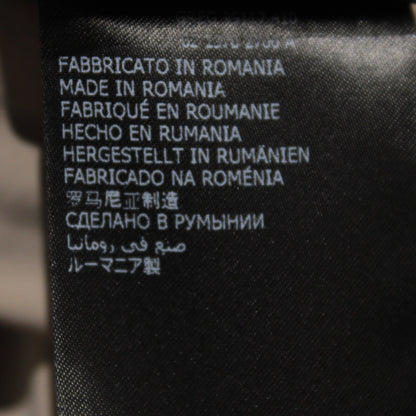 FABBRICATO IN ROMANIA
MADE IN ROMANIA
FABRIQUÉ EN ROUMANIE
HECHO EN RUMANIA
HERGESTELLT IN RUMÄNIEN
FABRICADO NA ROMÉNIA
罗马尼亚制造
СДЕЛАНО В РУМЫНИИ
صنع في رومانيا
ルーマニア製